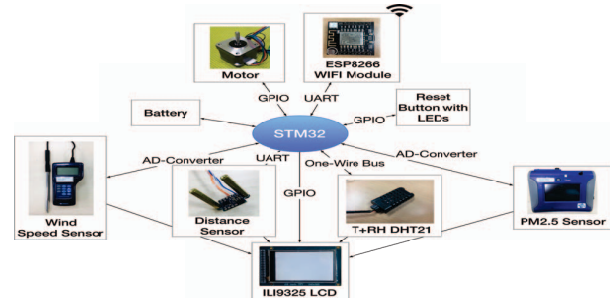 Motor
ESP8266
WIFI Module
GPIO
UART
Battery
STM32
GPIO
Reset
Button with
LEDs
AD-Converter
UART
One-Wire Bus
AD-Converter
GPIO
Wind
Speed Sensor
Distance
Sensor
T+RH DHT21
PM2.5 Sensor
ILI9325 LCD